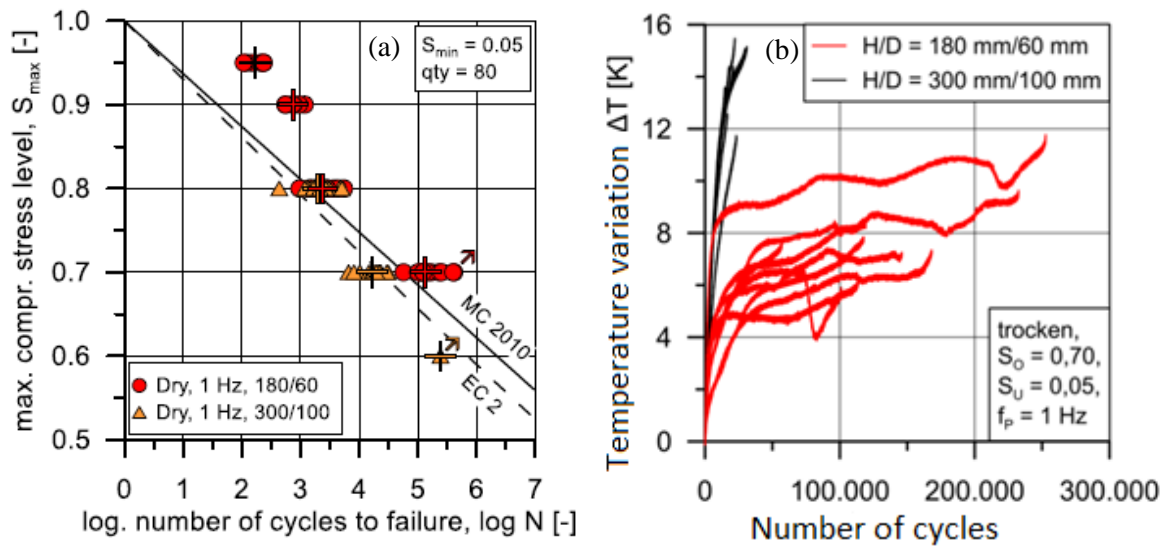 (a)
S_min = 0.05
qty = 80
1.0
0.9
0.8
0.7
0.6
0.5
max. compr. stress level, S_max [-]
MC 2010
EC 2
Dry, 1 Hz, 180/60
Dry, 1 Hz, 300/100
0 1 2 3 4 5 6 7
log. number of cycles to failure, log N [-]
(b)
H/D = 180 mm/60 mm
H/D = 300 mm/100 mm
16
12
8
4
0
Temperature variation ΔT [K]
trocken,
S_O = 0,70,
S_U = 0,05,
f_P = 1 Hz
0 100.000 200.000 300.000
Number of cycles